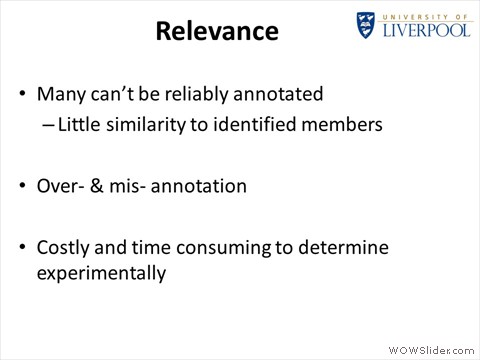 Relevance
UNIVERSITY OF
LIVERPOOL
• Many can't be reliably annotated
– Little similarity to identified members
• Over- & mis- annotation
• Costly and time consuming to determine
experimentally
WOWSlider.com